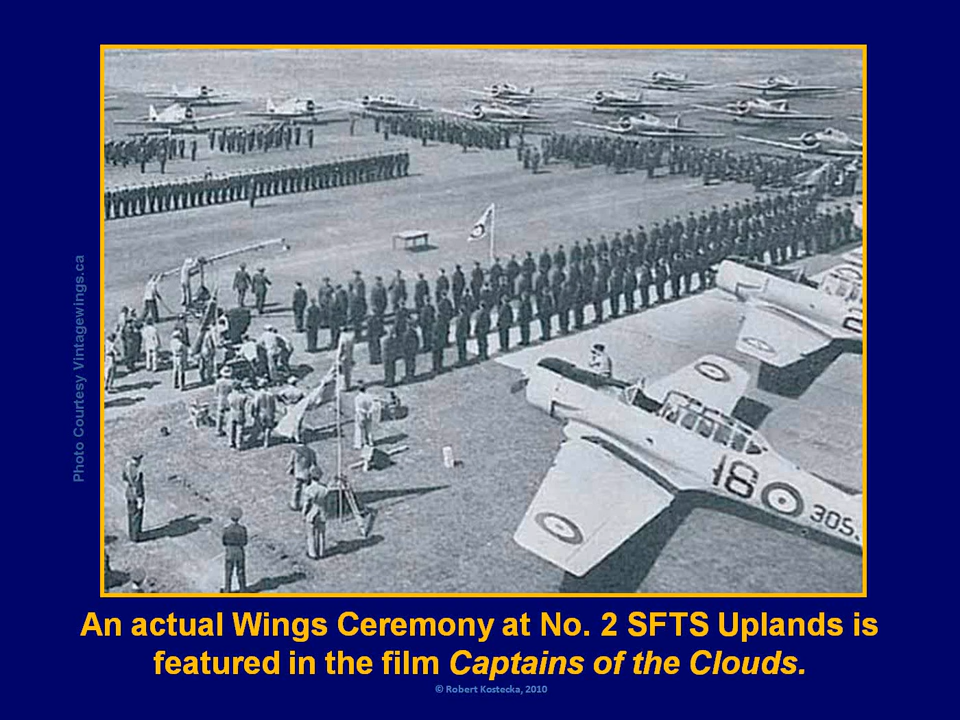 Photo Courtesy Vintagewings.ca
18
305
An actual Wings Ceremony at No. 2 SFTS Uplands is
featured in the film Captains of the Clouds.
© Robert Kostecka, 2010